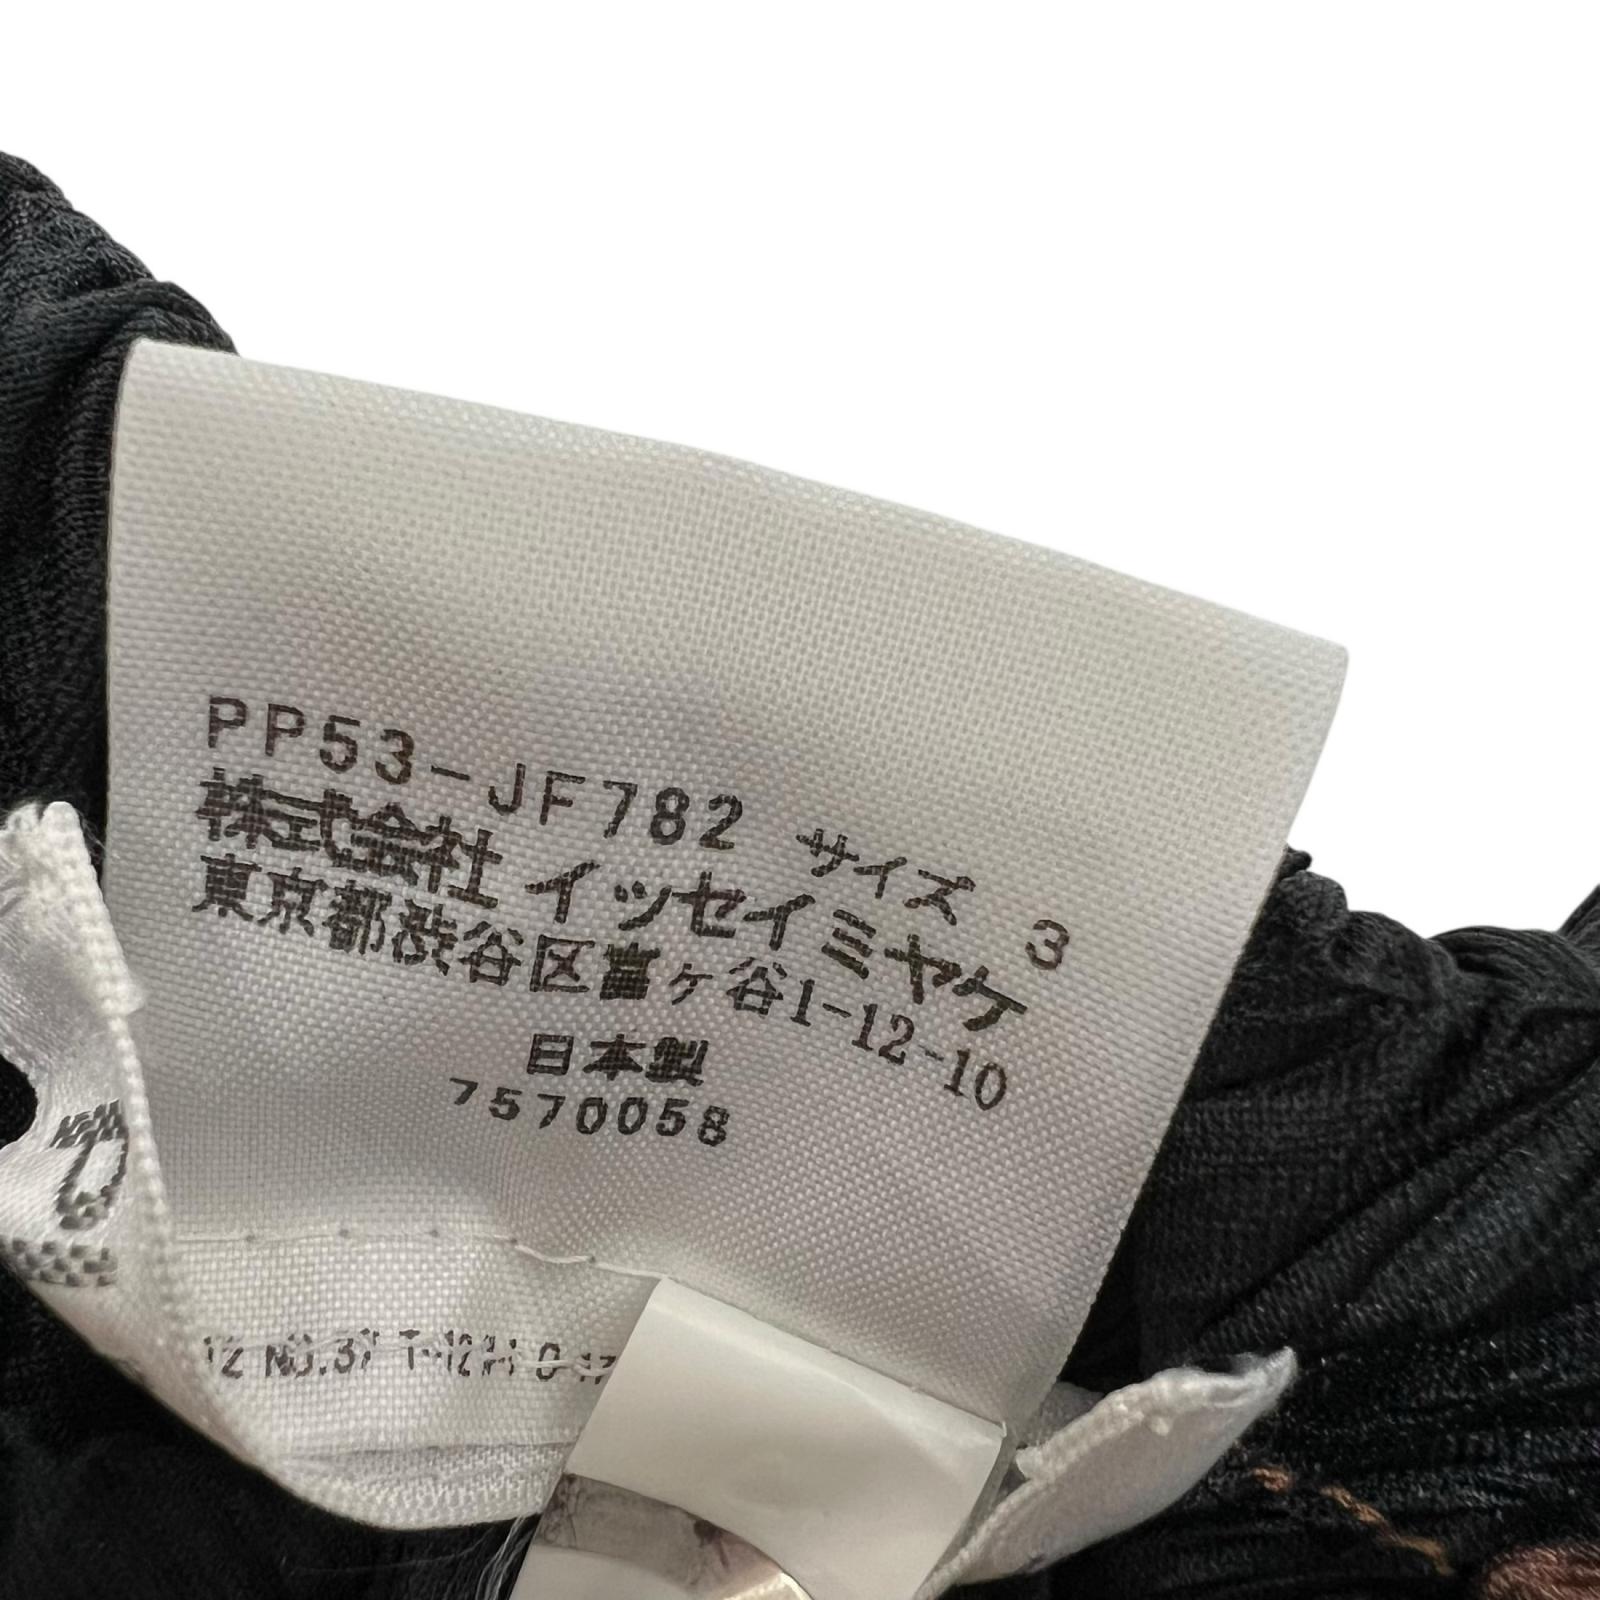 PP53-JF782 サイズ 3
株式会社 イッセイミヤケ
東京都渋谷区富ヶ谷1-12-10
日本製
7570058